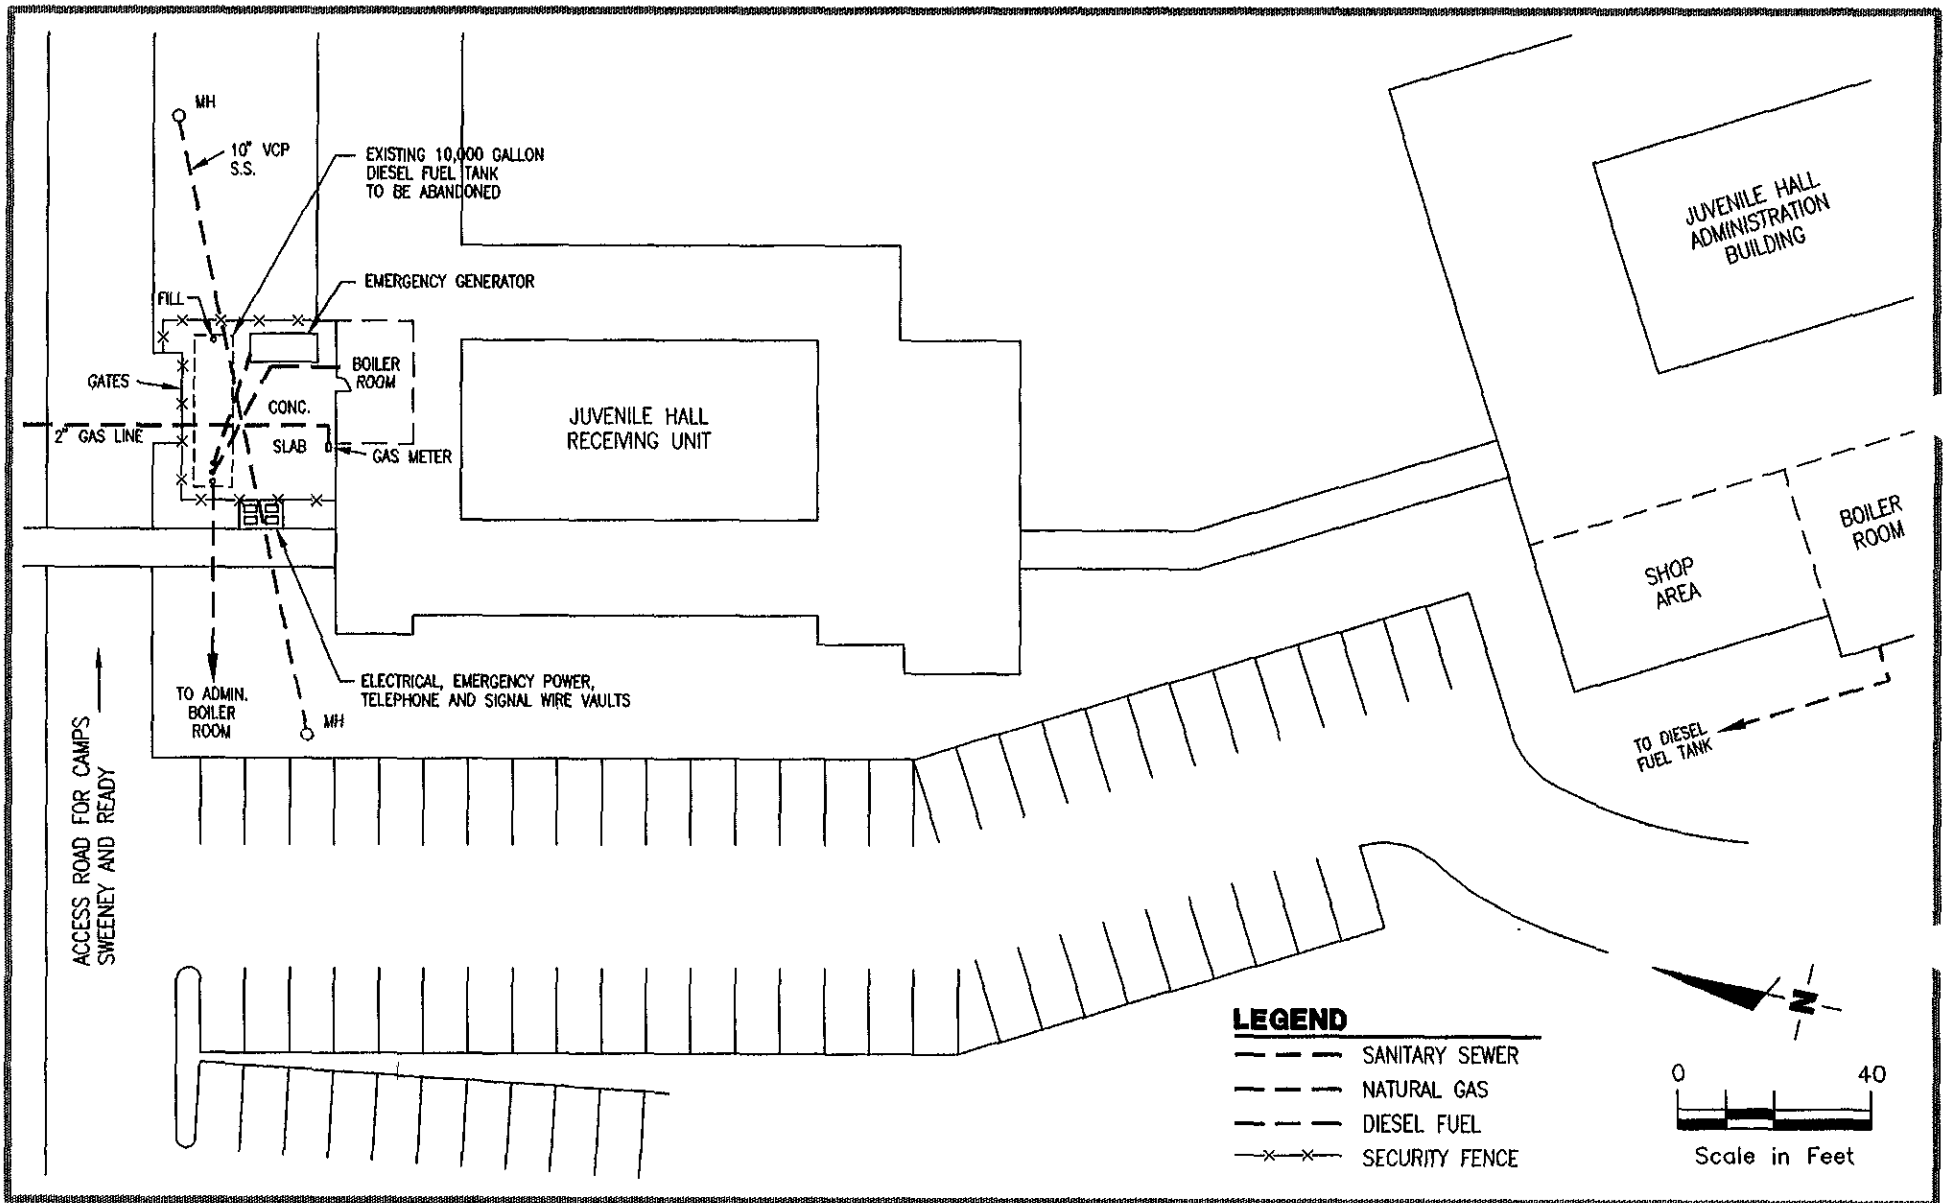 MH
10" VCP
S.S.
EXISTING 10,000 GALLON
DIESEL FUEL TANK
TO BE ABANDONED
JUVENILE HALL
ADMINISTRATION
BUILDING
EMERGENCY GENERATOR
FILL
GATES
BOILER
ROOM
CONC.
SLAB
2" GAS LINE
GAS METER
JUVENILE HALL
RECEIVING UNIT
BOILER
ROOM
SHOP
AREA
ELECTRICAL, EMERGENCY POWER,
TELEPHONE AND SIGNAL WIRE VAULTS
TO ADMIN.
BOILER
ROOM
MH
TO DIESEL
FUEL TANK
ACCESS ROAD FOR CAMPS
SWEENEY AND READY
N
LEGEND
SANITARY SEWER
NATURAL GAS
DIESEL FUEL
SECURITY FENCE
0 40
Scale in Feet